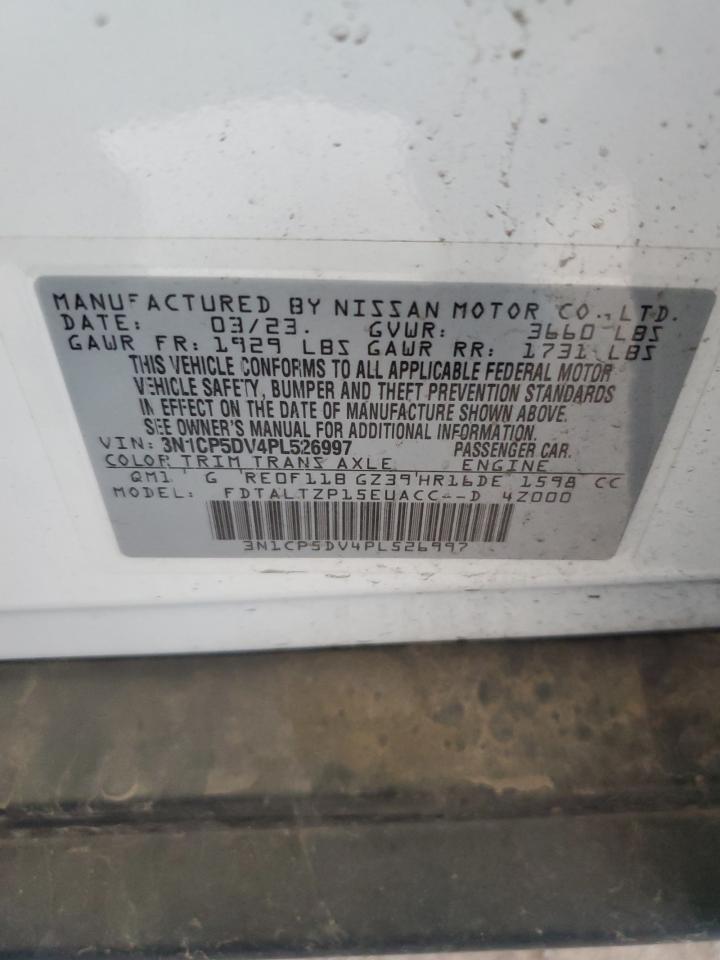 MANUFACTURED BY NISSAN MOTOR CO., LTD.
DATE: 03/23. GVWR: 3660 LBS
GAWR FR: 1929 LBS GAWR RR: 1731 LBS
THIS VEHICLE CONFORMS TO ALL APPLICABLE FEDERAL MOTOR
VEHICLE SAFETY, BUMPER AND THEFT PREVENTION STANDARDS
IN EFFECT ON THE DATE OF MANUFACTURE SHOWN ABOVE.
SEE OWNER'S MANUAL FOR ADDITIONAL INFORMATION.
VIN: 3N1CP5DV4PL526997 PASSENGER CAR.
COLOR TRIM TRANS AXLE ENGINE
QM1 G RE0F11B GZ39 HR16DE 1598 CC
MODEL: FDTALTZP15EUACC--D 4Z000
3N1CP5DV4PL526997